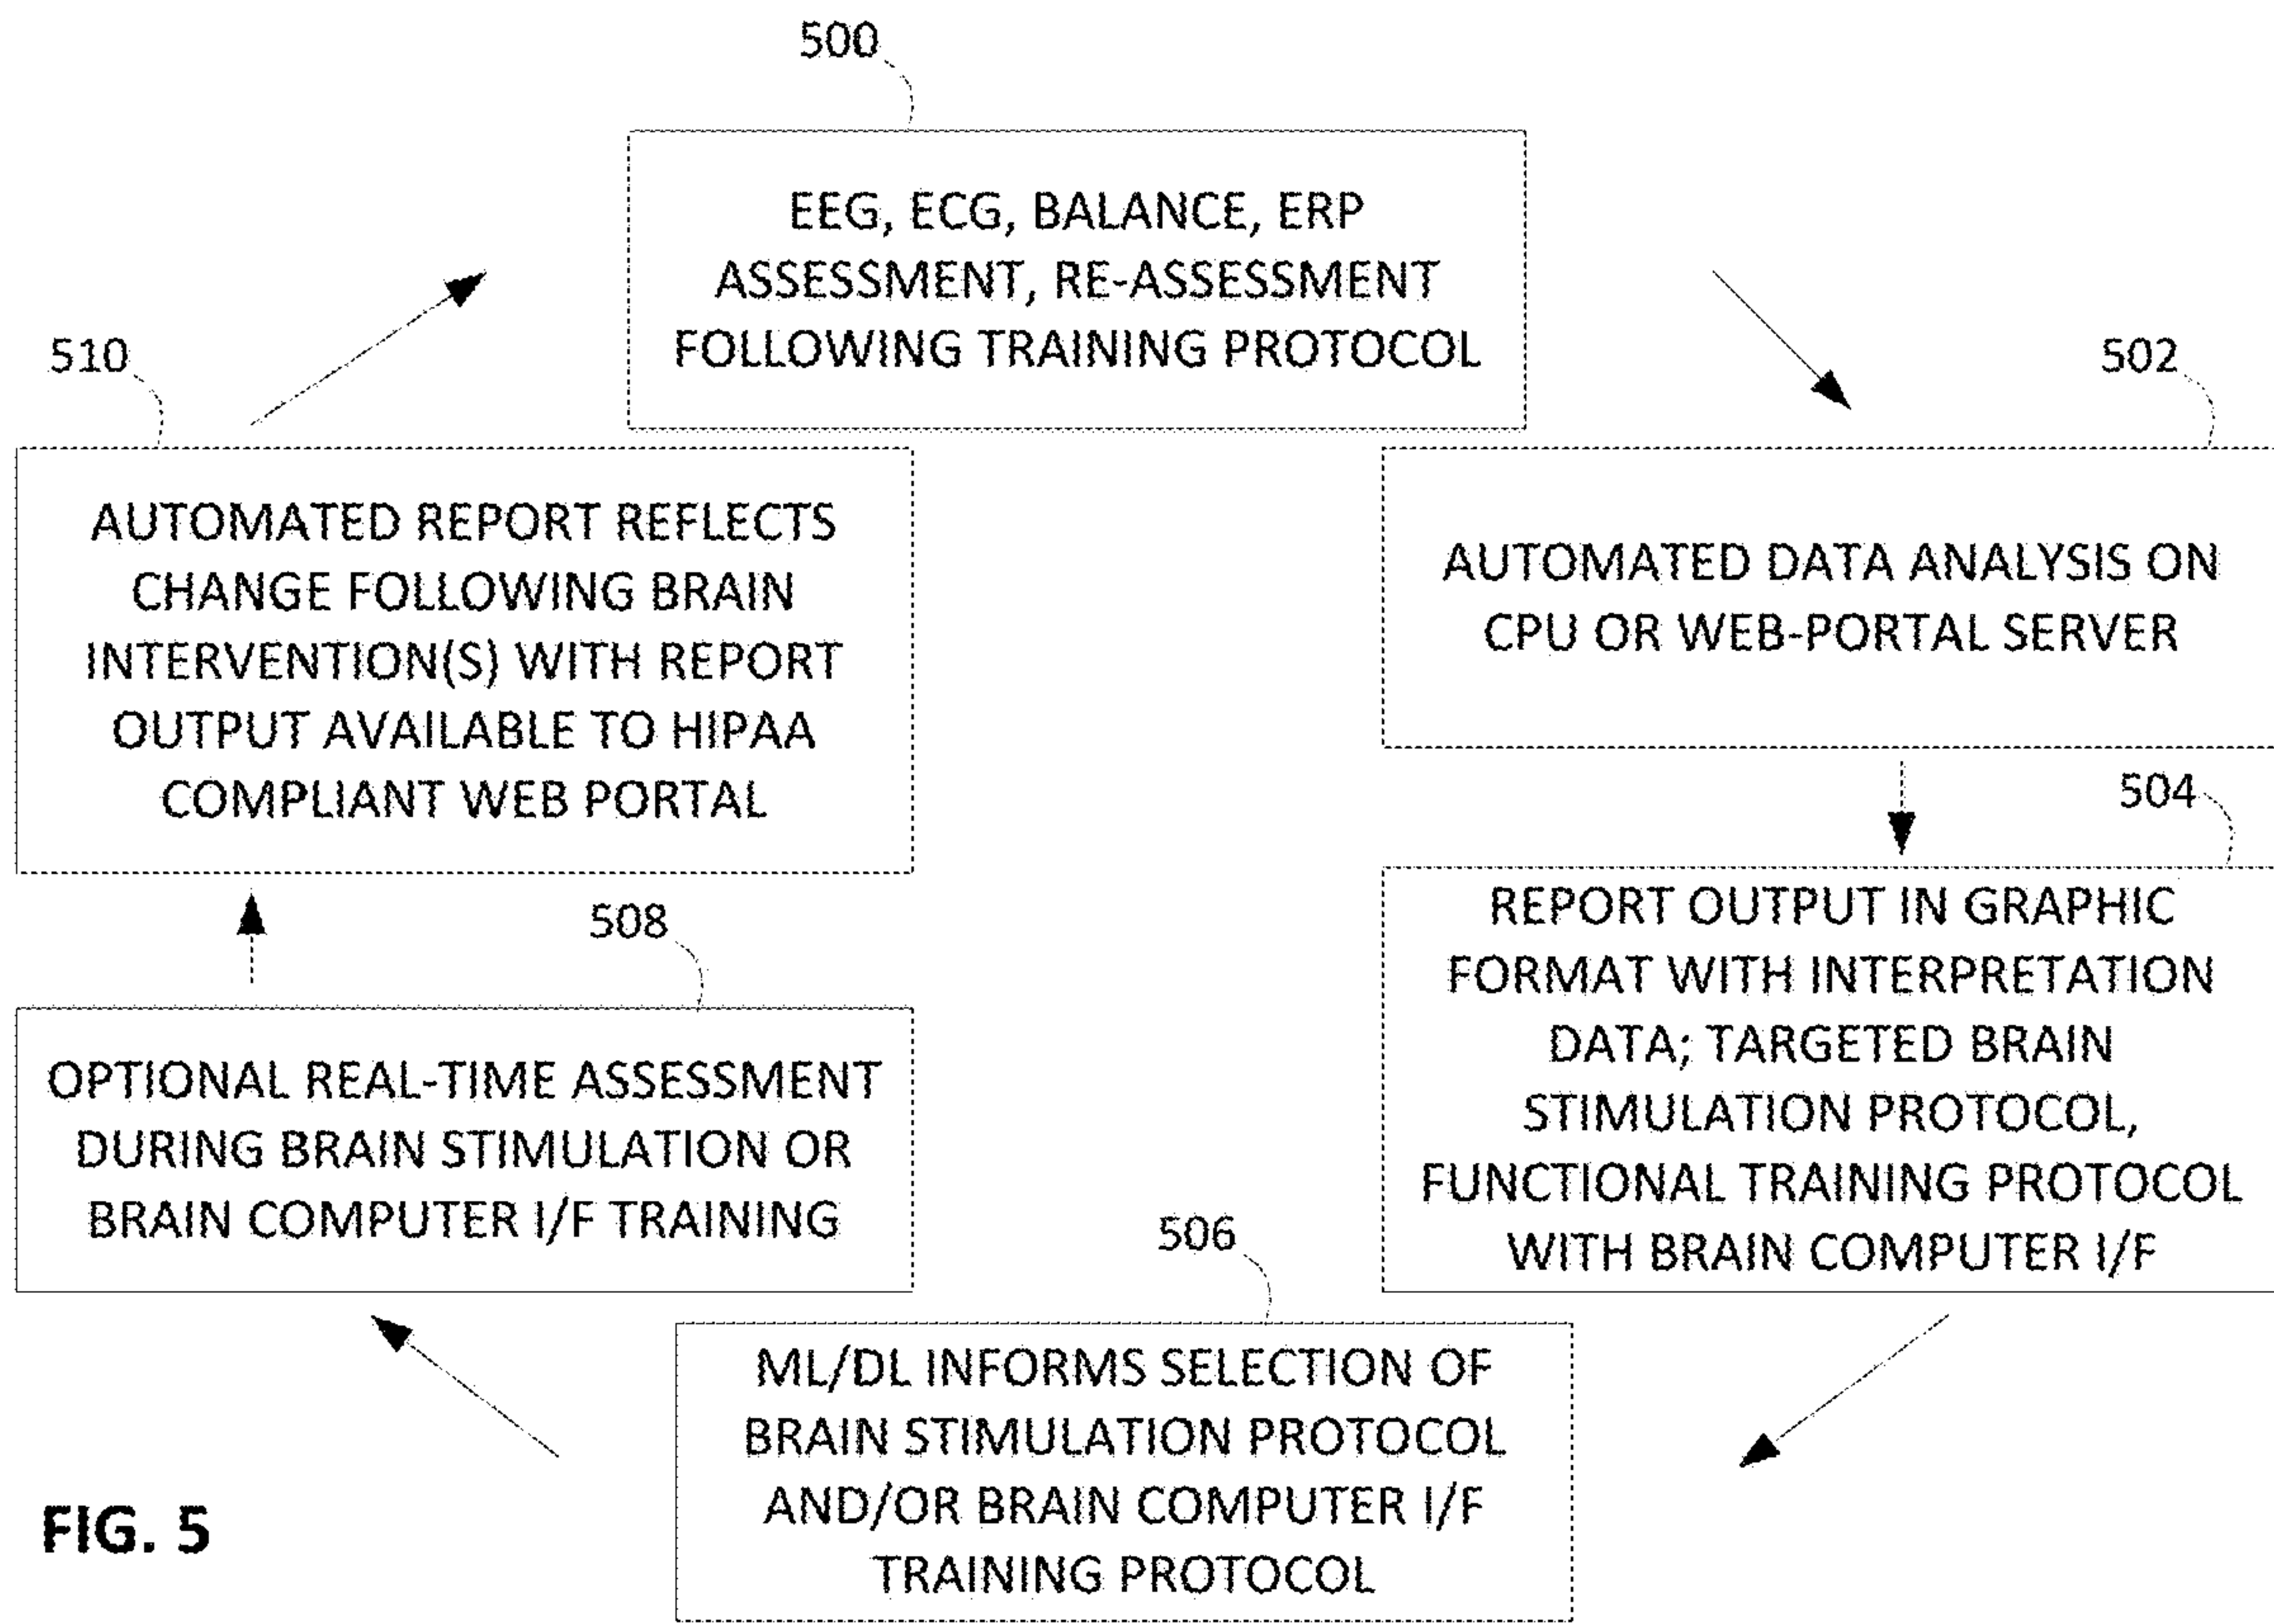 500
EEG, ECG, BALANCE, ERP
ASSESSMENT, RE-ASSESSMENT
FOLLOWING TRAINING PROTOCOL
502
AUTOMATED DATA ANALYSIS ON
CPU OR WEB-PORTAL SERVER
504
REPORT OUTPUT IN GRAPHIC
FORMAT WITH INTERPRETATION
DATA; TARGETED BRAIN
STIMULATION PROTOCOL,
FUNCTIONAL TRAINING PROTOCOL
WITH BRAIN COMPUTER I/F
506
ML/DL INFORMS SELECTION OF
BRAIN STIMULATION PROTOCOL
AND/OR BRAIN COMPUTER I/F
TRAINING PROTOCOL
508
OPTIONAL REAL-TIME ASSESSMENT
DURING BRAIN STIMULATION OR
BRAIN COMPUTER I/F TRAINING
510
AUTOMATED REPORT REFLECTS
CHANGE FOLLOWING BRAIN
INTERVENTION(S) WITH REPORT
OUTPUT AVAILABLE TO HIPAA
COMPLIANT WEB PORTAL
FIG. 5